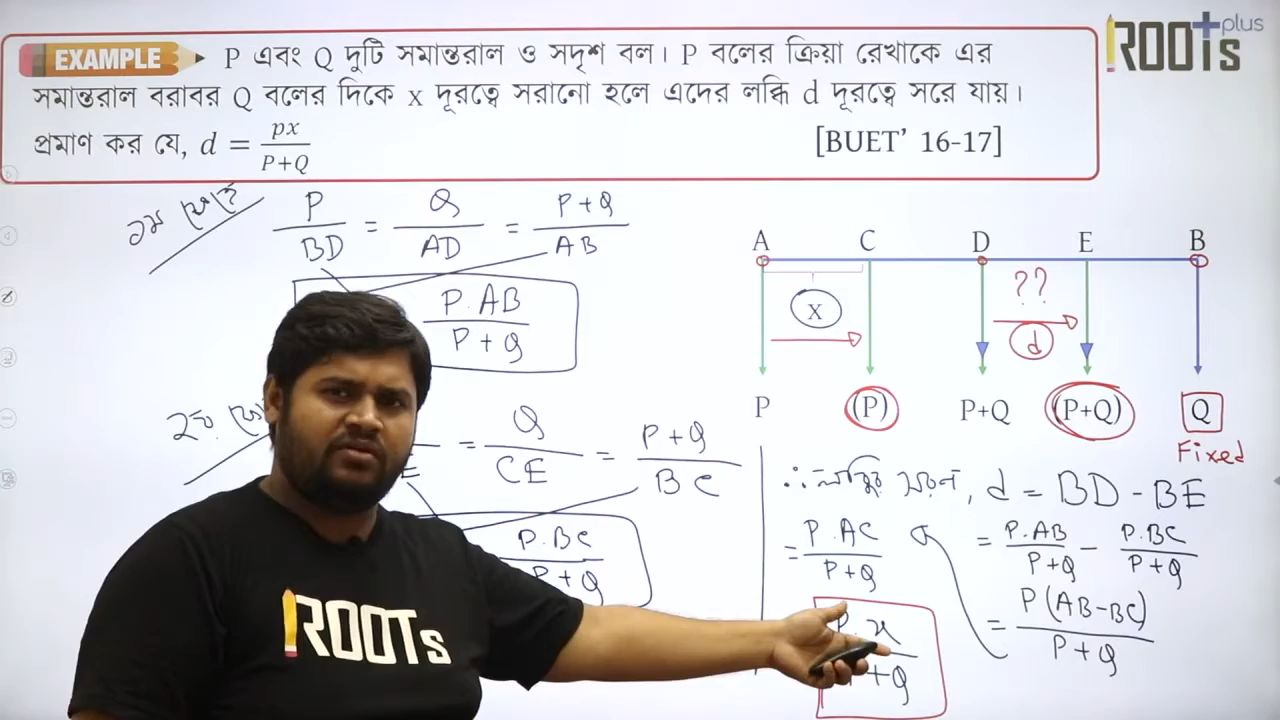 ROOTs plus
EXAMPLE P এবং Q দুটি সমান্তরাল ও সদৃশ বল। P বলের ক্রিয়া রেখাকে এর
সমান্তরাল বরাবর Q বলের দিকে x দূরত্বে সরানো হলে এদের লব্ধি d দূরত্বে সরে যায়।
প্রমাণ কর যে, d = px/P+Q [BUET' 16-17]
১ম ক্ষেত্রে P/BD = Q/AD = P+Q/AB
P.AB/P+Q
২য়
= Q/CE = P+Q/BC
P.BC/P+Q
A C D E B
x ?? d
P (P) P+Q (P+Q) Q
Fixed
∴ লব্ধির সরণ, d = BD - BE
= P.AB/P+Q - P.BC/P+Q
= P(AB-BC)/P+Q
= P.AC/P+Q
P.x/P+Q
ROOTs